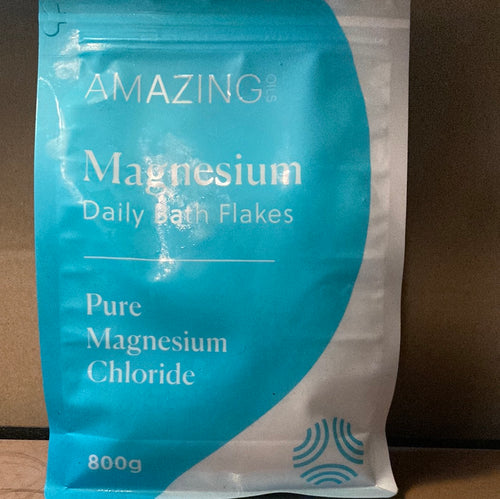 AMAZING OILS
Magnesium
Daily Bath Flakes
Pure
Magnesium
Chloride
800g